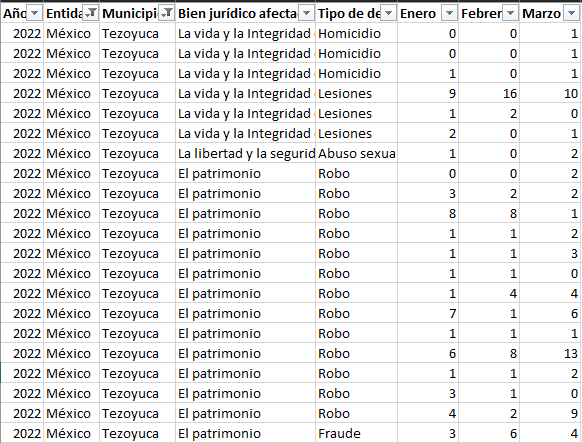 Año Entida Municipi Bien jurídico afecta Tipo de de Enero Febrer Marzo
2022 México Tezoyuca La vida y la Integridad Homicidio 0 0 1
2022 México Tezoyuca La vida y la Integridad Homicidio 0 0 1
2022 México Tezoyuca La vida y la Integridad Homicidio 1 0 1
2022 México Tezoyuca La vida y la Integridad Lesiones 9 16 10
2022 México Tezoyuca La vida y la Integridad Lesiones 1 2 0
2022 México Tezoyuca La vida y la Integridad Lesiones 2 0 1
2022 México Tezoyuca La libertad y la segurid Abuso sexua 1 0 2
2022 México Tezoyuca El patrimonio Robo 0 0 2
2022 México Tezoyuca El patrimonio Robo 3 2 2
2022 México Tezoyuca El patrimonio Robo 8 8 1
2022 México Tezoyuca El patrimonio Robo 1 1 2
2022 México Tezoyuca El patrimonio Robo 1 1 3
2022 México Tezoyuca El patrimonio Robo 1 1 0
2022 México Tezoyuca El patrimonio Robo 1 4 4
2022 México Tezoyuca El patrimonio Robo 7 1 6
2022 México Tezoyuca El patrimonio Robo 1 1 1
2022 México Tezoyuca El patrimonio Robo 6 8 13
2022 México Tezoyuca El patrimonio Robo 1 1 2
2022 México Tezoyuca El patrimonio Robo 3 1 0
2022 México Tezoyuca El patrimonio Robo 4 2 9
2022 México Tezoyuca El patrimonio Fraude 3 6 4